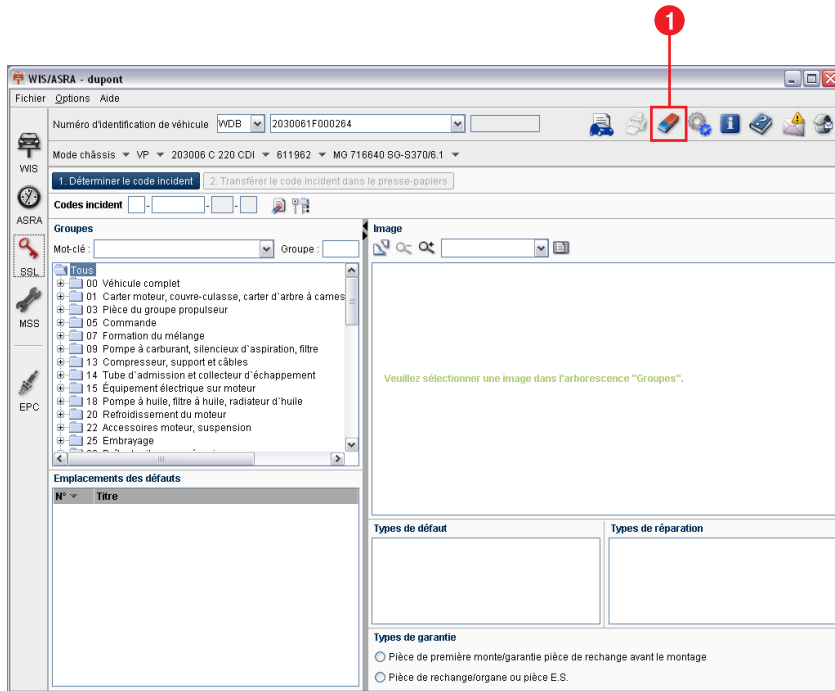 1
WIS/ASRA - dupont
Fichier Options Aide
Numéro d'identification de véhicule WDB 2030061F000264
Mode châssis VP 203006 C 220 CDI 611962 MG 716640 SG-S370/6.1
WIS
ASRA
SSL
MSS
EPC
1. Déterminer le code incident 2. Transférer le code incident dans le presse-papiers
Codes incident - - -
Groupes
Mot-clé : Groupe :
Tous
00 Véhicule complet
01 Carter moteur, couvre-culasse, carter d`arbre à cames
03 Pièce du groupe propulseur
05 Commande
07 Formation du mélange
09 Pompe à carburant, silencieux d`aspiration, filtre
13 Compresseur, support et câbles
14 Tube d`admission et collecteur d`échappement
15 Équipement électrique sur moteur
18 Pompe à huile, filtre à huile, radiateur d`huile
20 Refroidissement du moteur
22 Accessoires moteur, suspension
25 Embrayage
Emplacements des défauts
N° Titre
Image
Veuillez sélectionner une image dans l'arborescence "Groupes".
Types de défaut
Types de réparation
Types de garantie
Pièce de première monte/garantie pièce de rechange avant le montage
Pièce de rechange/organe ou pièce E.S.